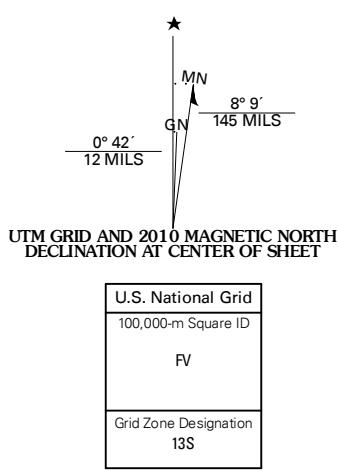 ★
MN
GN
8° 9´
145 MILS
0° 42´
12 MILS
UTM GRID AND 2010 MAGNETIC NORTH
DECLINATION AT CENTER OF SHEET
U.S. National Grid
100,000-m Square ID
FV
Grid Zone Designation
13S